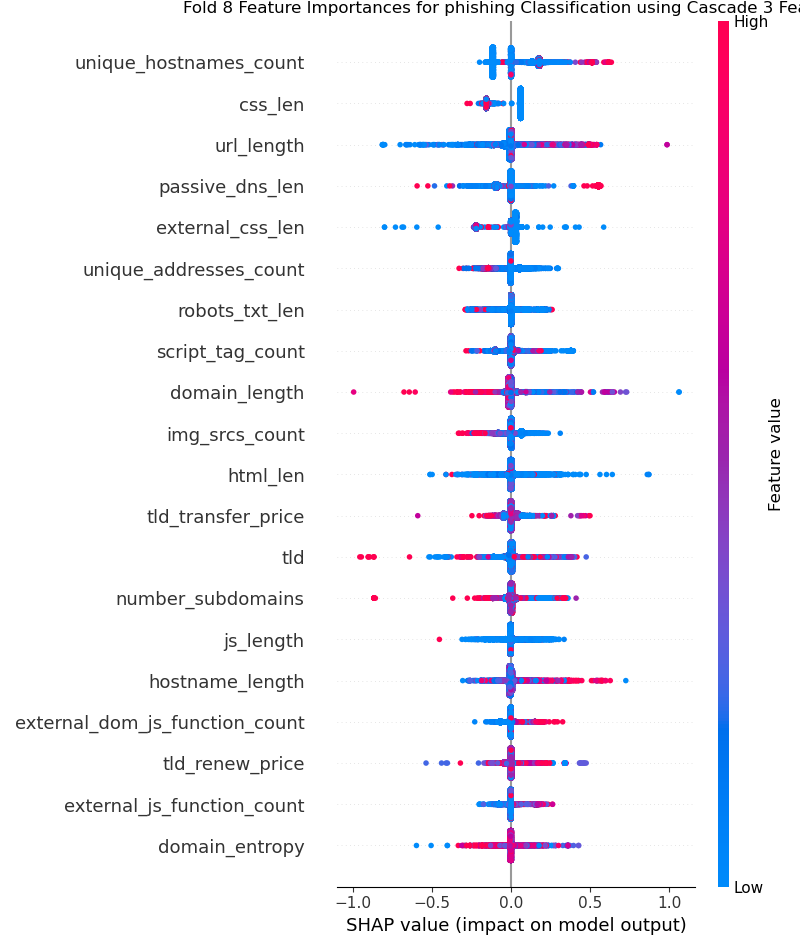 Fold 8 Feature Importances for phishing Classification using Cascade 3 Fea
High
unique_hostnames_count
css_len
url_length
passive_dns_len
external_css_len
unique_addresses_count
robots_txt_len
script_tag_count
domain_length
img_srcs_count
html_len
tld_transfer_price
tld
number_subdomains
js_length
hostname_length
external_dom_js_function_count
tld_renew_price
external_js_function_count
domain_entropy
Feature value
Low
−1.0 −0.5 0.0 0.5 1.0
SHAP value (impact on model output)